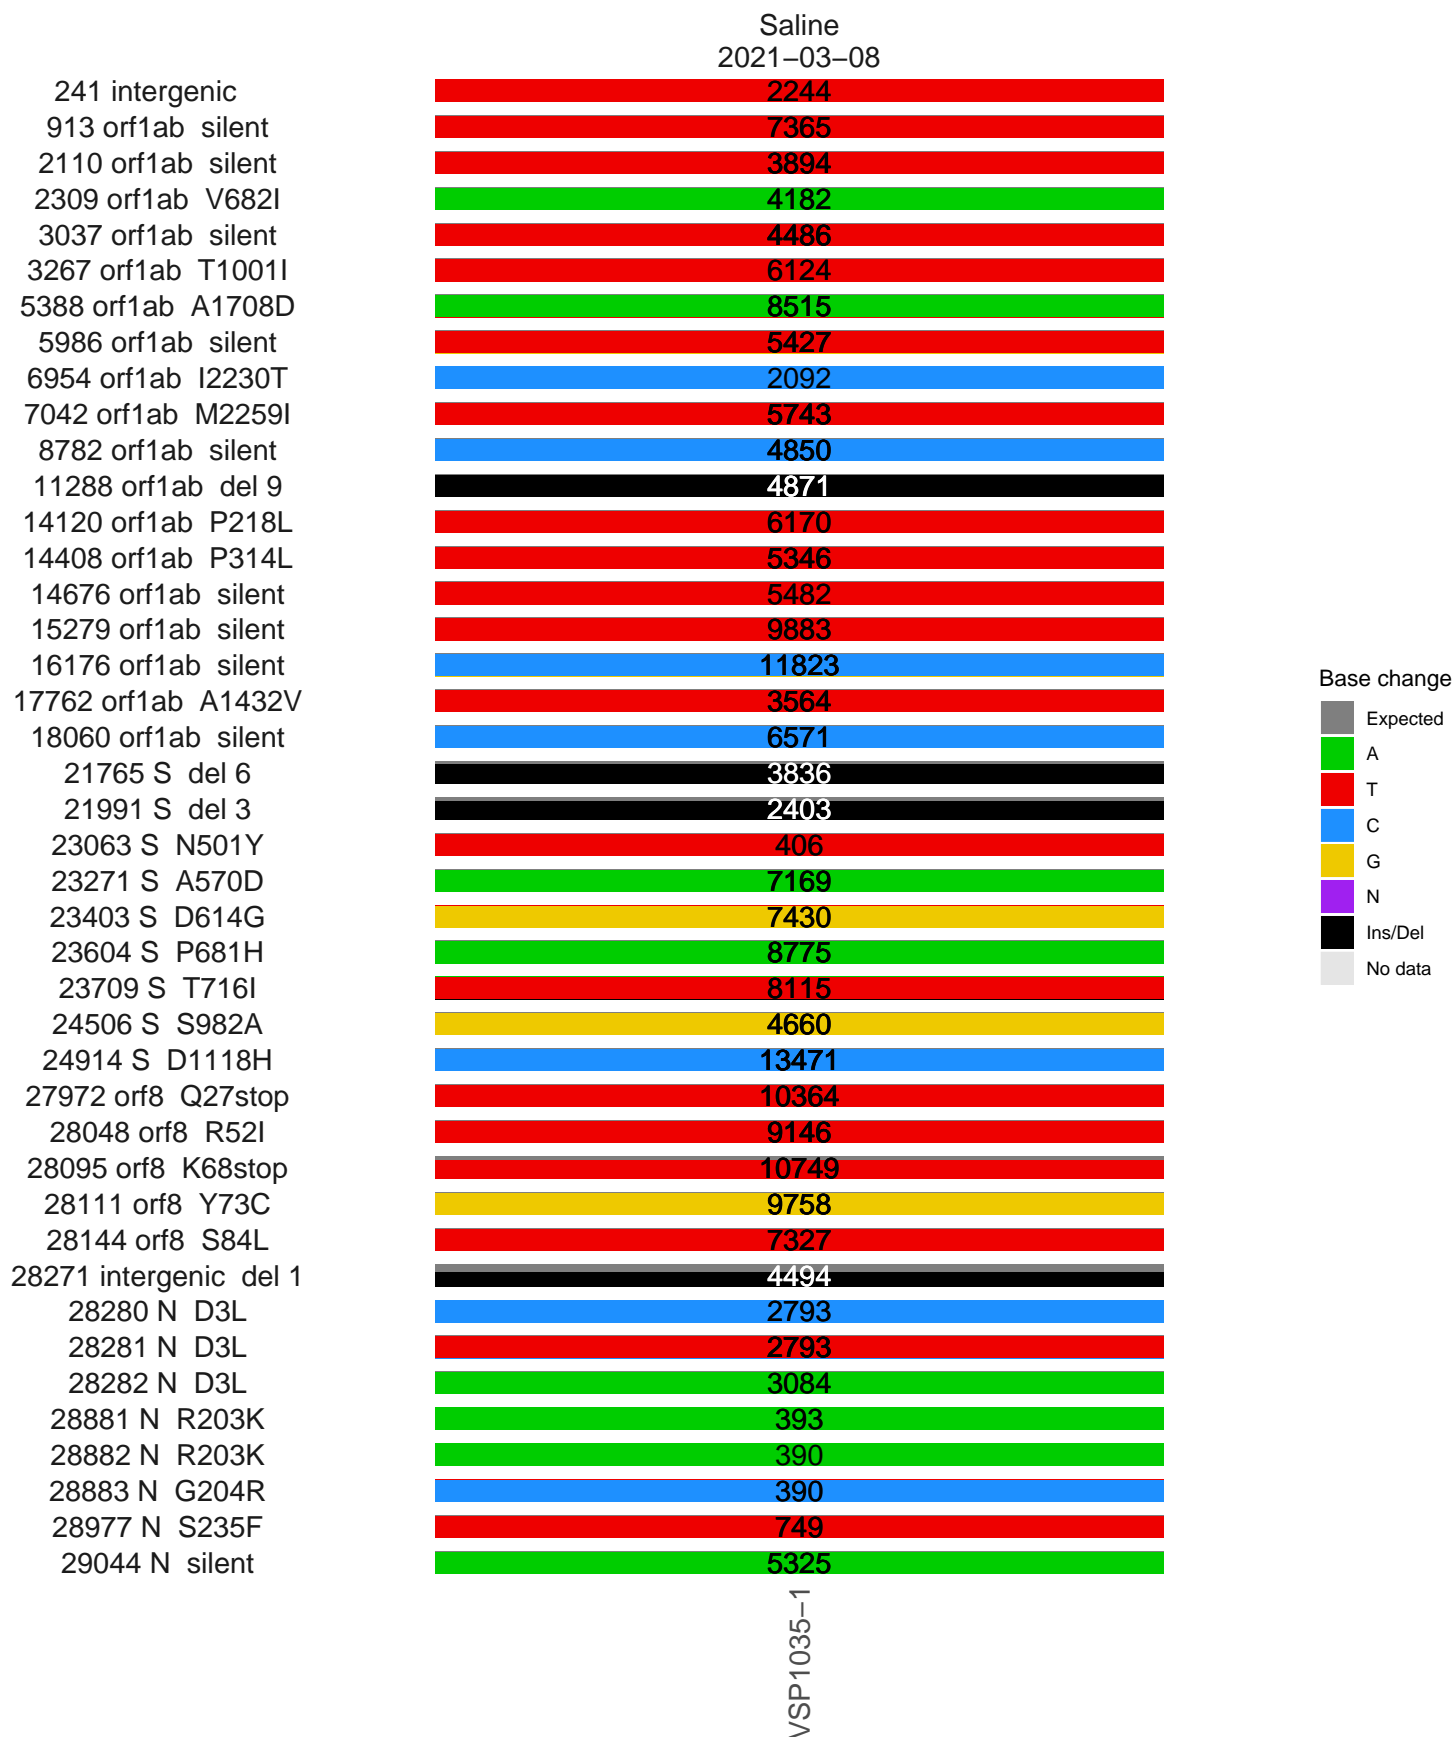 Saline
2021−03−08
241 intergenic 2244
913 orf1ab silent 7365
2110 orf1ab silent 3894
2309 orf1ab V682I 4182
3037 orf1ab silent 4486
3267 orf1ab T1001I 6124
5388 orf1ab A1708D 8515
5986 orf1ab silent 5427
6954 orf1ab I2230T 2092
7042 orf1ab M2259I 5743
8782 orf1ab silent 4850
11288 orf1ab del 9 4871
14120 orf1ab P218L 6170
14408 orf1ab P314L 5346
14676 orf1ab silent 5482
15279 orf1ab silent 9883
16176 orf1ab silent 11823
17762 orf1ab A1432V 3564
18060 orf1ab silent 6571
21765 S del 6 3836
21991 S del 3 2403
23063 S N501Y 406
23271 S A570D 7169
23403 S D614G 7430
23604 S P681H 8775
23709 S T716I 8115
24506 S S982A 4660
24914 S D1118H 13471
27972 orf8 Q27stop 10364
28048 orf8 R52I 9146
28095 orf8 K68stop 10749
28111 orf8 Y73C 9758
28144 orf8 S84L 7327
28271 intergenic del 1 4494
28280 N D3L 2793
28281 N D3L 2793
28282 N D3L 3084
28881 N R203K 393
28882 N R203K 390
28883 N G204R 390
28977 N S235F 749
29044 N silent 5325
VSP1035−1
Base change
Expected
A
T
C
G
N
Ins/Del
No data